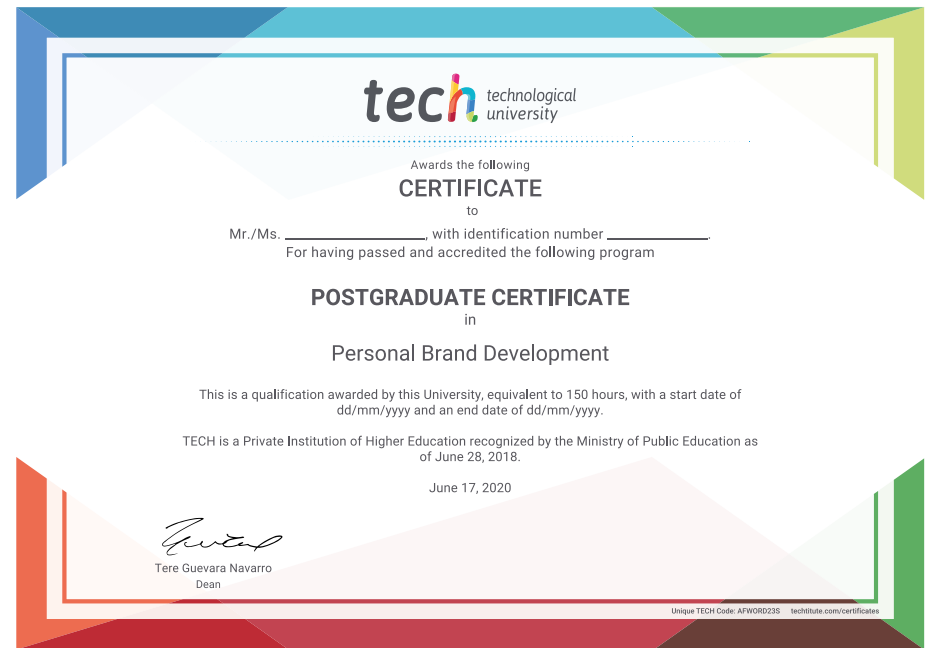 tech technological
university
Awards the following
CERTIFICATE
to
Mr./Ms. ____________________, with identification number ______________.
For having passed and accredited the following program
POSTGRADUATE CERTIFICATE
in
Personal Brand Development
This is a qualification awarded by this University, equivalent to 150 hours, with a start date of
dd/mm/yyyy and an end date of dd/mm/yyyy.
TECH is a Private Institution of Higher Education recognized by the Ministry of Public Education as
of June 28, 2018.
June 17, 2020
Tere Guevara Navarro
Dean
Unique TECH Code: AFWORD23S techtitute.com/certificates